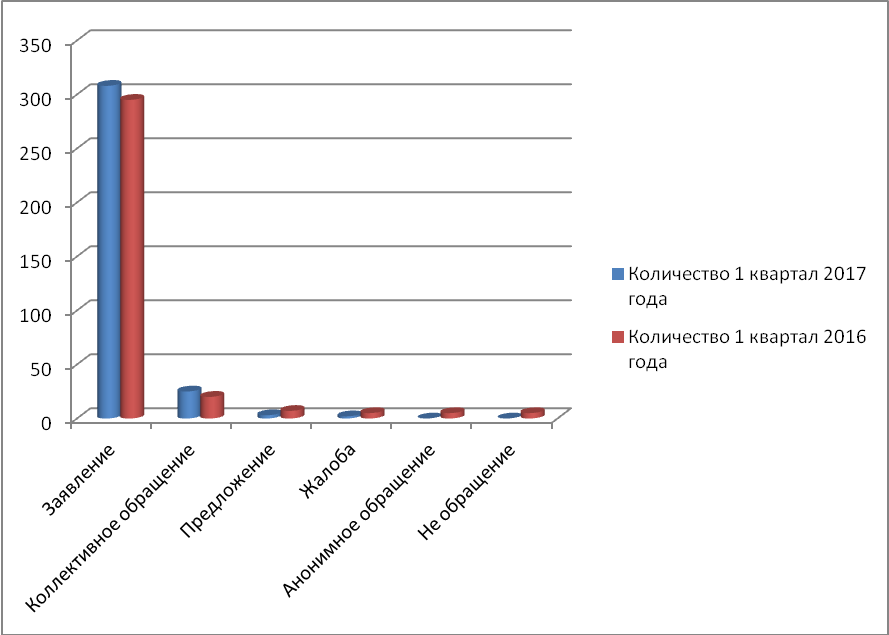 350
300
250
200
150
100
50
0
Заявление
Коллективное обращение
Предложение
Жалоба
Анонимное обращение
Не обращение
Количество 1 квартал 2017
года
Количество 1 квартал 2016
года